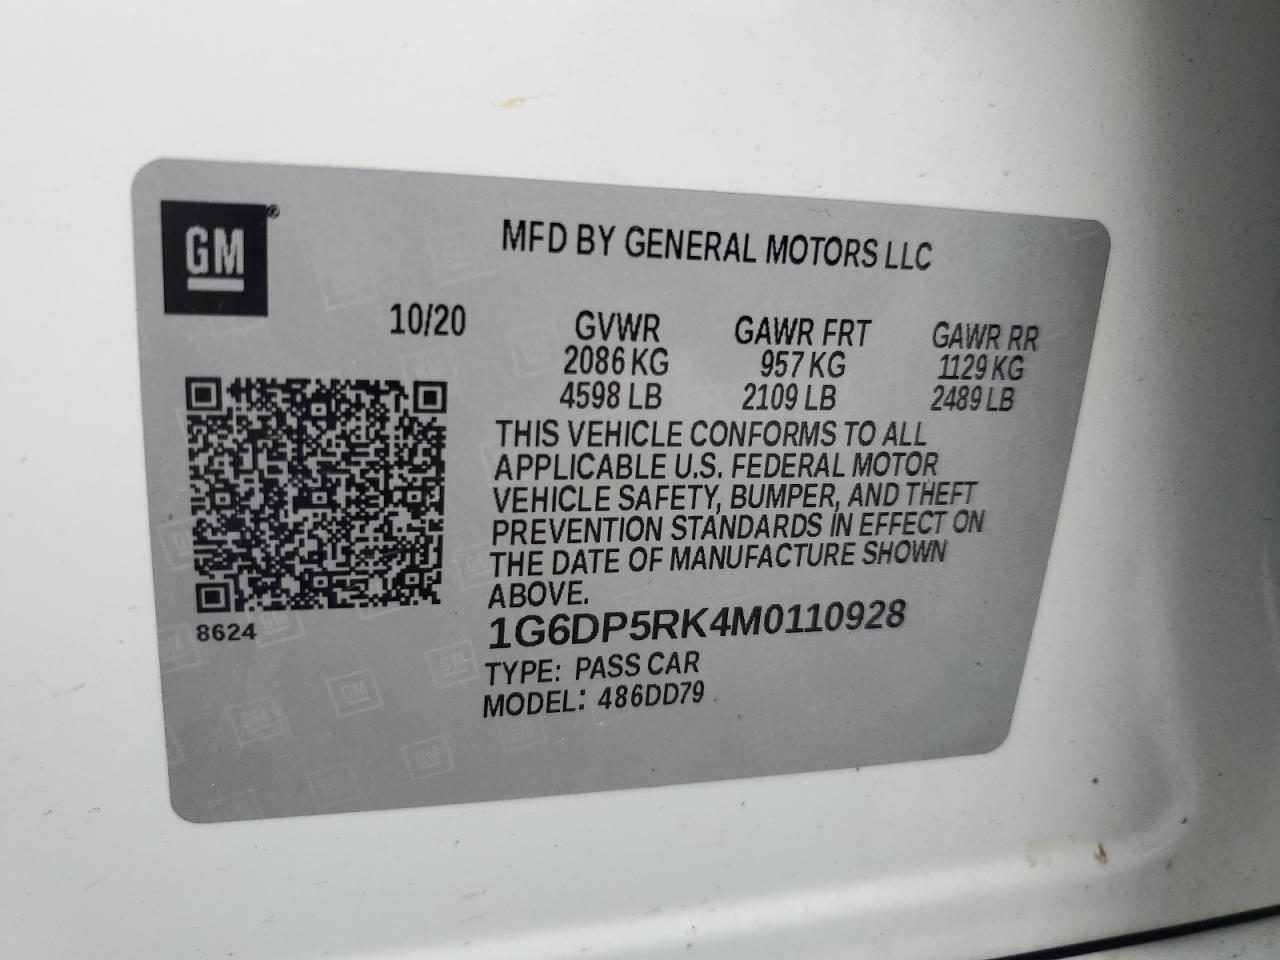 GM®
MFD BY GENERAL MOTORS LLC
10/20
GVWR GAWR FRT GAWR RR
2086 KG 957 KG 1129 KG
4598 LB 2109 LB 2489 LB
THIS VEHICLE CONFORMS TO ALL
APPLICABLE U.S. FEDERAL MOTOR
VEHICLE SAFETY, BUMPER, AND THEFT
PREVENTION STANDARDS IN EFFECT ON
THE DATE OF MANUFACTURE SHOWN
ABOVE.
8624
1G6DP5RK4M0110928
TYPE: PASS CAR
MODEL: 486DD79